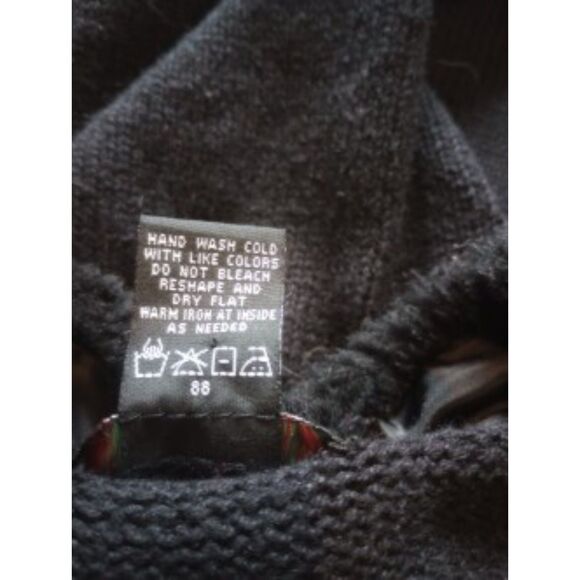 HAND WASH COLD
WITH LIKE COLORS
DO NOT BLEACH
RESHAPE AND
DRY FLAT
WARM IRON AT INSIDE
AS NEEDED
88